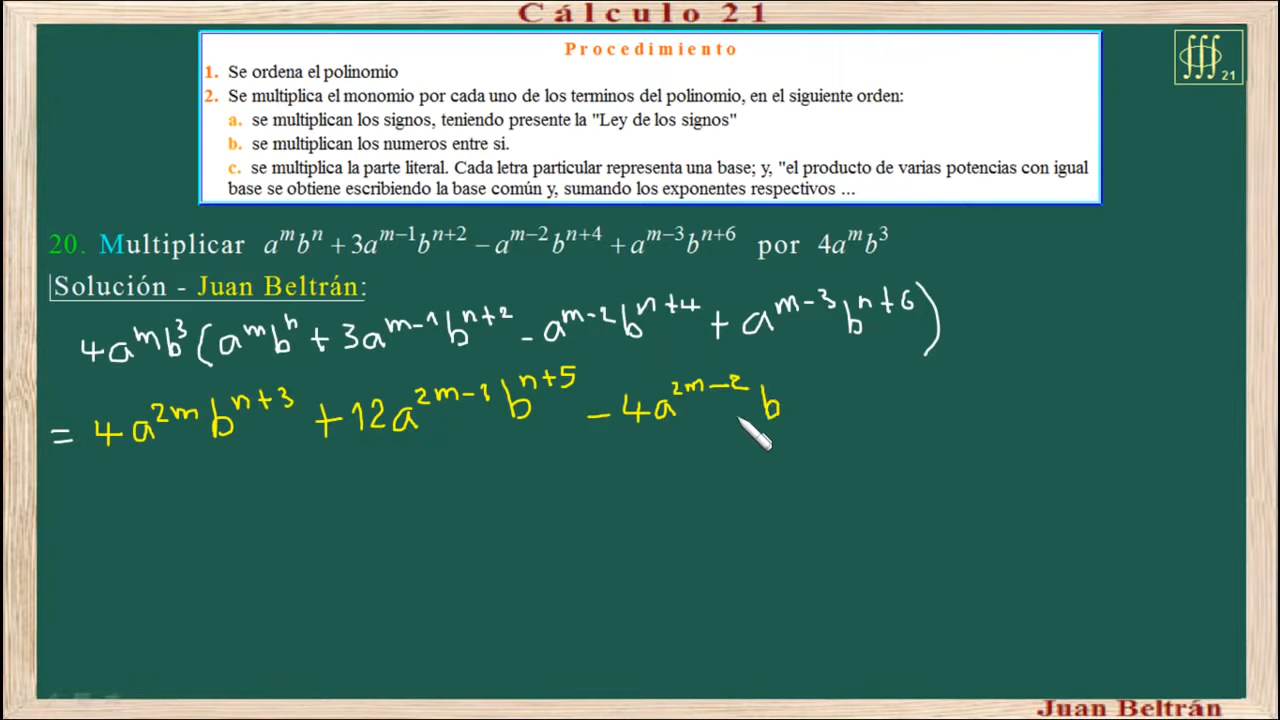 Cálculo 21
Procedimiento
1. Se ordena el polinomio
2. Se multiplica el monomio por cada uno de los terminos del polinomio, en el siguiente orden:
a. se multiplican los signos, teniendo presente la "Ley de los signos"
b. se multiplican los numeros entre si.
c. se multiplica la parte literal. Cada letra particular representa una base; y, "el producto de varias potencias con igual
base se obtiene escribiendo la base común y, sumando los exponentes respectivos ...
∫∫∫ 21
20. Multiplicar a^m b^n + 3a^{m−1} b^{n+2} − a^{m−2} b^{n+4} + a^{m−3} b^{n+6} por 4a^m b^3
Solución - Juan Beltrán:
4a^m b^3 (a^m b^n + 3a^{m−1} b^{n+2} − a^{m−2} b^{n+4} + a^{m−3} b^{n+6})
= 4a^{2m} b^{n+3} + 12a^{2m−1} b^{n+5} − 4a^{2m−2} b
Juan Beltrán